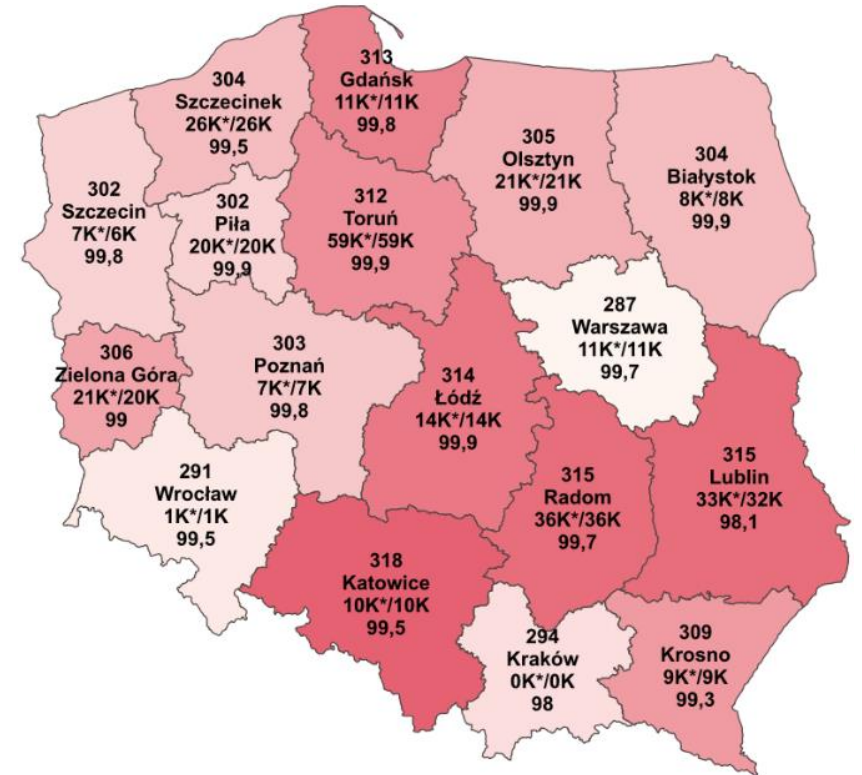 313
Gdańsk
11K*/11K
99,8
304
Szczecinek
26K*/26K
99,5
305
Olsztyn
21K*/21K
99,9
304
Białystok
8K*/8K
99,9
302
Szczecin
7K*/6K
99,8
302
Piła
20K*/20K
99,9
312
Toruń
59K*/59K
99,9
287
Warszawa
11K*/11K
99,7
306
Zielona Góra
21K*/20K
99
303
Poznań
7K*/7K
99,8
314
Łódź
14K*/14K
99,9
315
Lublin
33K*/32K
98,1
291
Wrocław
1K*/1K
99,5
315
Radom
36K*/36K
99,7
318
Katowice
10K*/10K
99,5
294
Kraków
0K*/0K
98
309
Krosno
9K*/9K
99,3